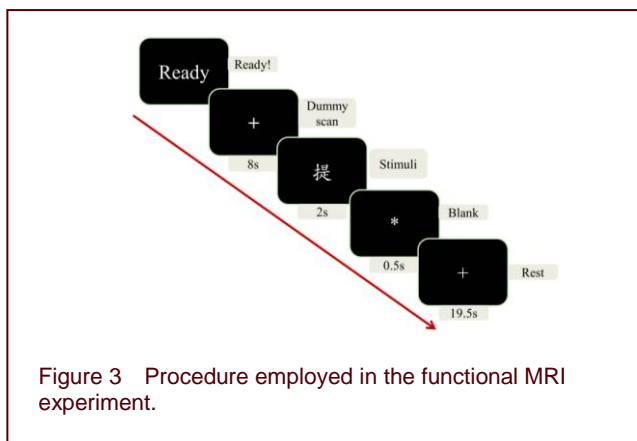 Ready
Ready!
+
Dummy
scan
8s
提
Stimuli
2s
*
Blank
0.5s
+
Rest
19.5s
Figure 3 Procedure employed in the functional MRI
experiment.